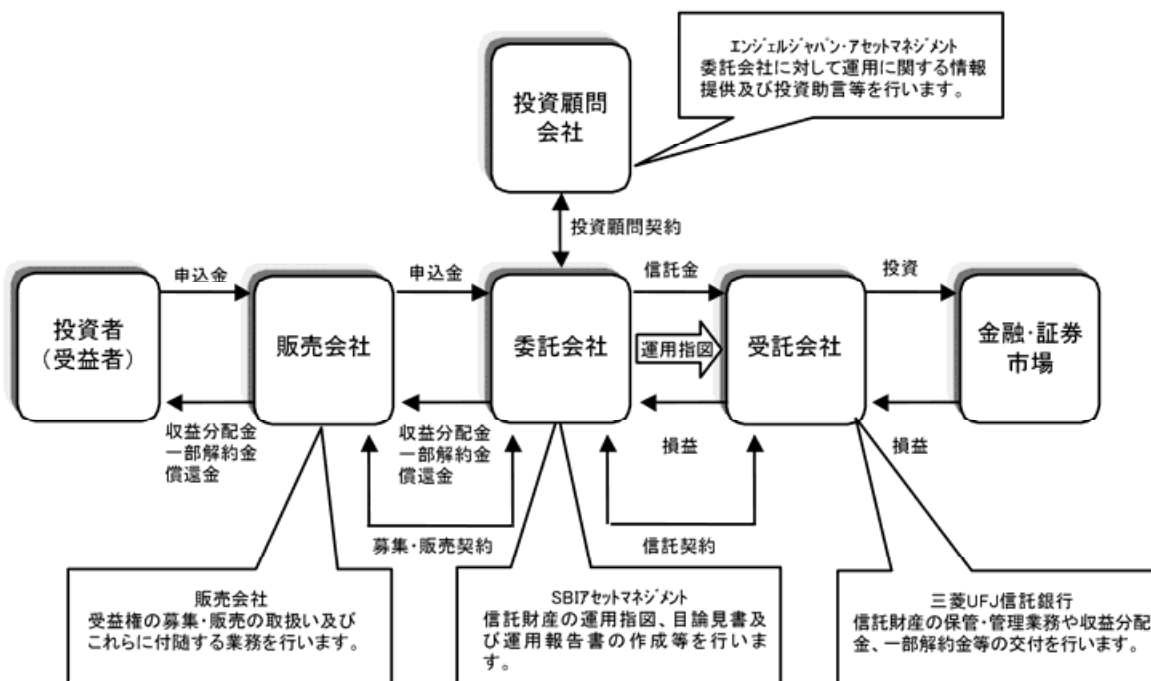 エンジェルジャパン・アセットマネジメント
委託会社に対して運用に関する情報
提供及び投資助言等を行います。
投資顧問
会社
投資顧問契約
申込金
申込金
信託金
投資
投資者
(受益者)
販売会社
委託会社
運用指図
受託会社
金融・証券
市場
収益分配金
一部解約金
償還金
収益分配金
一部解約金
償還金
損益
損益
募集・販売契約
信託契約
販売会社
受益権の募集・販売の取扱い及び
これらに付随する業務を行います。
SBIアセットマネジメント
信託財産の運用指図、目論見書及
び運用報告書の作成等を行いま
す。
三菱UFJ信託銀行
信託財産の保管・管理業務や収益分配
金、一部解約金等の交付を行います。